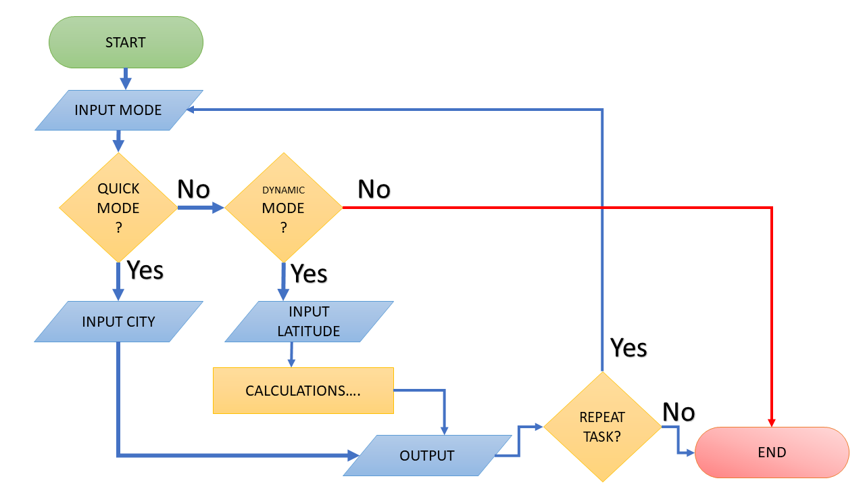 START
INPUT MODE
QUICK
MODE
?
No
DYNAMIC
MODE
?
No
Yes
Yes
INPUT CITY
INPUT
LATITUDE
CALCULATIONS....
OUTPUT
REPEAT
TASK?
Yes
No
END